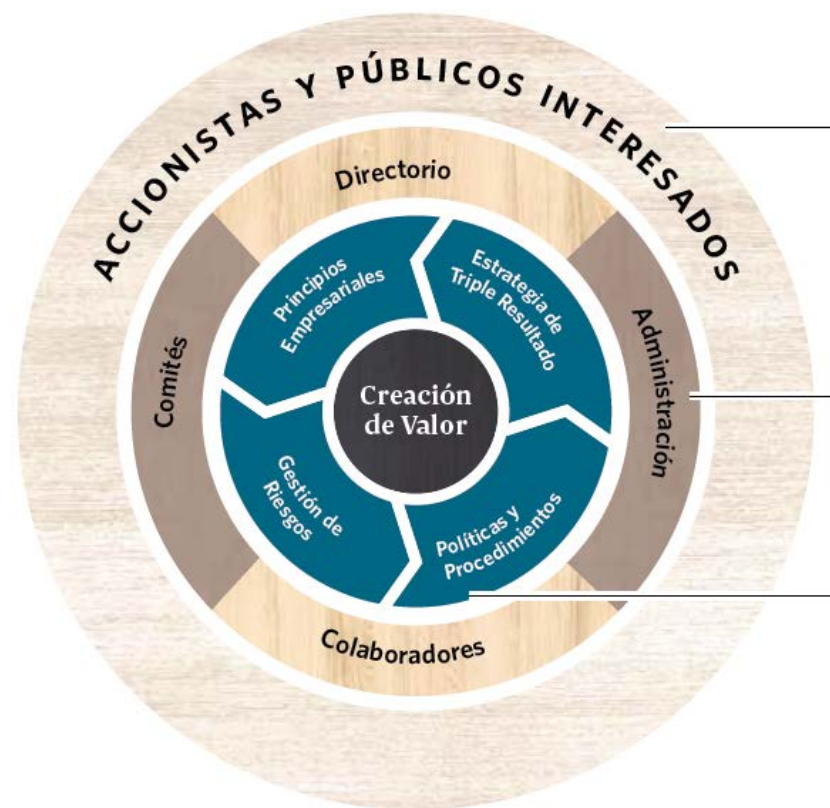 ACCIONISTAS Y PÚBLICOS INTERESADOS
Directorio
Principios
Empresariales
Estrategia de
Triple Resultado
Comités
Creación
de Valor
Administración
Gestión de
Riesgos
Políticas y
Procedimientos
Colaboradores